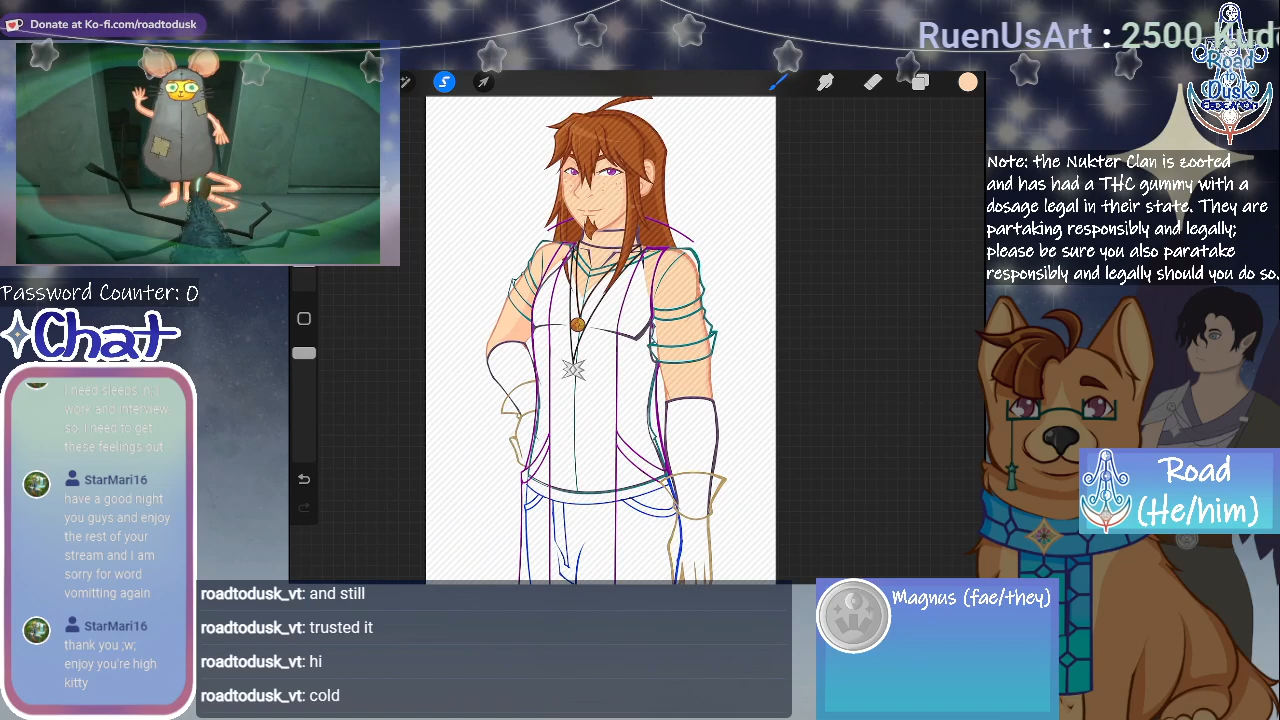 Donate at Ko-fi.com/roadtodusk
RuenUsArt : 2500
Road
to
Dusk
Note: the Nukter Clan is zooted
and has had a THC gummy with a
dosage legal in their state. They are
partaking responsibly and legally;
please be sure you also paratake
responsibly and legally should you do so.
Password Counter: 0
Chat
I need sleeps
work and interview
so, I need to get
these feelings out
StarMari16
have a good night
you guys and enjoy
the rest of your
stream and I am
sorry for word
vomitting again
StarMari16
thank you ;w;
enjoy you're high
kitty
roadtodusk_vt: and still
roadtodusk_vt: trusted it
roadtodusk_vt: hi
roadtodusk_vt: cold
Road
(He/him)
Magnus (fae/they)